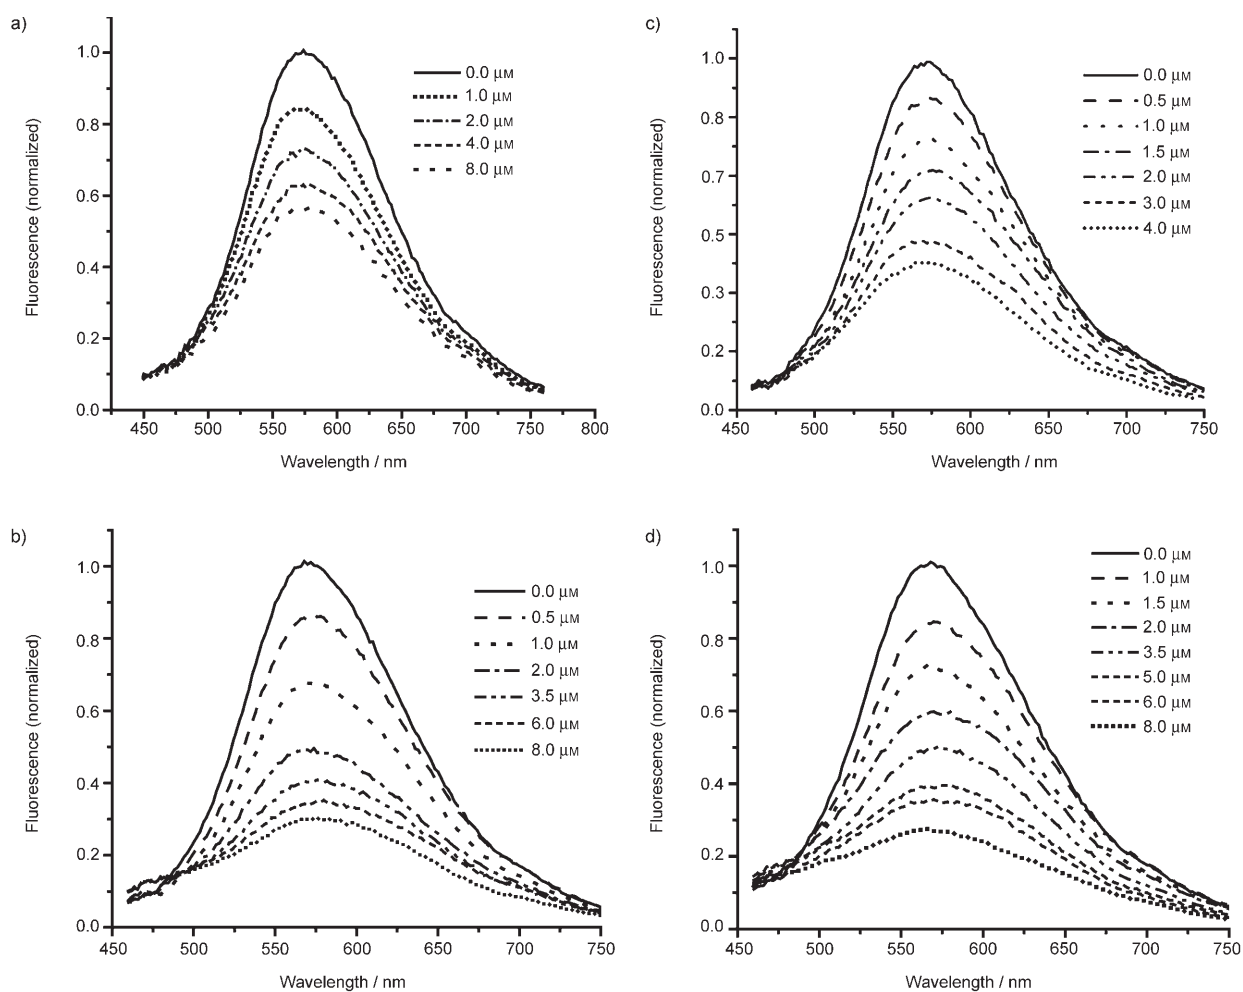 a)
1.0
0.8
0.6
0.4
0.2
0.0
Fluorescence (normalized)
450 500 550 600 650 700 750 800
Wavelength / nm
0.0 μM
1.0 μM
2.0 μM
4.0 μM
8.0 μM
c)
1.0
0.8
0.7
0.5
0.3
0.2
0.0
Fluorescence (normalized)
450 500 550 600 650 700 750
Wavelength / nm
0.0 μM
0.5 μM
1.0 μM
1.5 μM
2.0 μM
3.0 μM
4.0 μM
b)
1.0
0.8
0.6
0.4
0.2
0.0
Fluorescence (normalized)
450 500 550 600 650 700 750
Wavelength / nm
0.0 μM
0.5 μM
1.0 μM
2.0 μM
3.5 μM
6.0 μM
8.0 μM
d)
1.0
0.8
0.6
0.4
0.2
0.0
Fluorescence (normalized)
450 500 550 600 650 700 750
Wavelength / nm
0.0 μM
1.0 μM
1.5 μM
2.0 μM
3.5 μM
5.0 μM
6.0 μM
8.0 μM